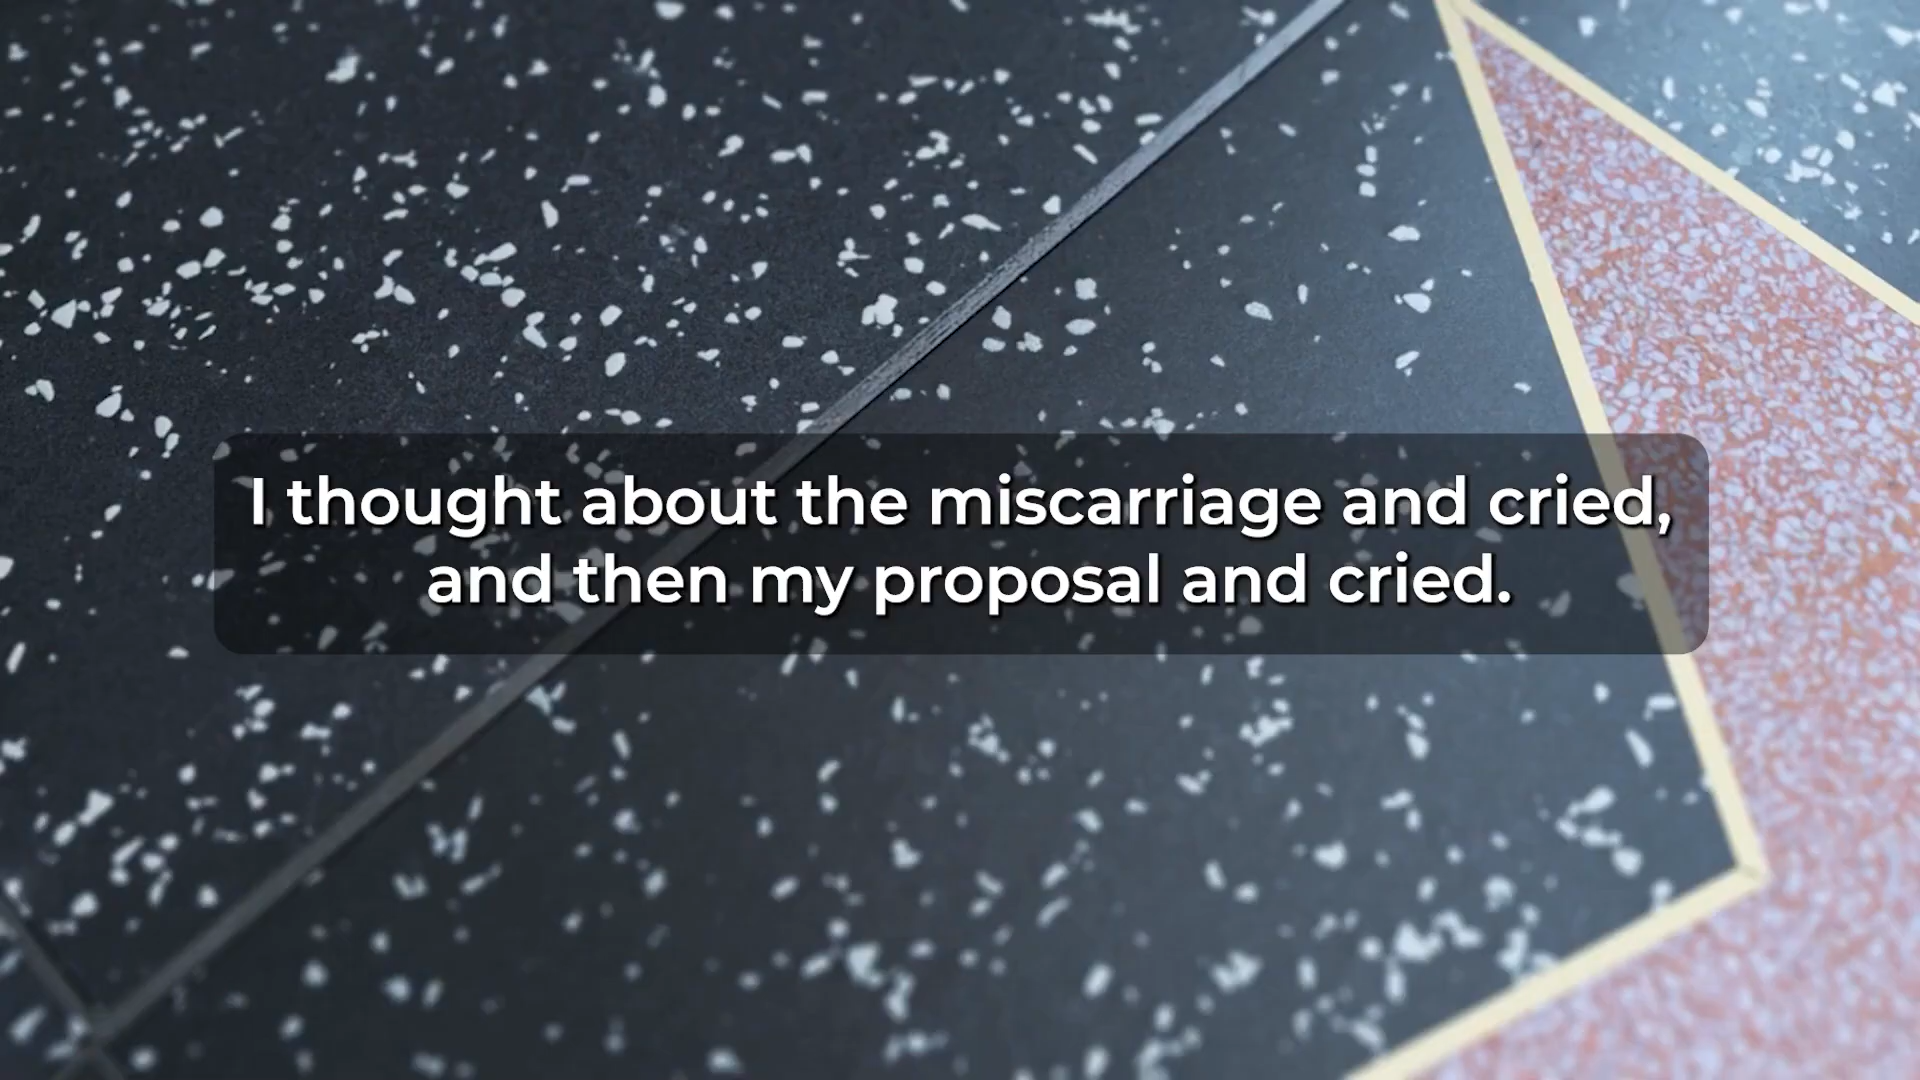 I thought about the miscarriage and cried,
and then my proposal and cried.